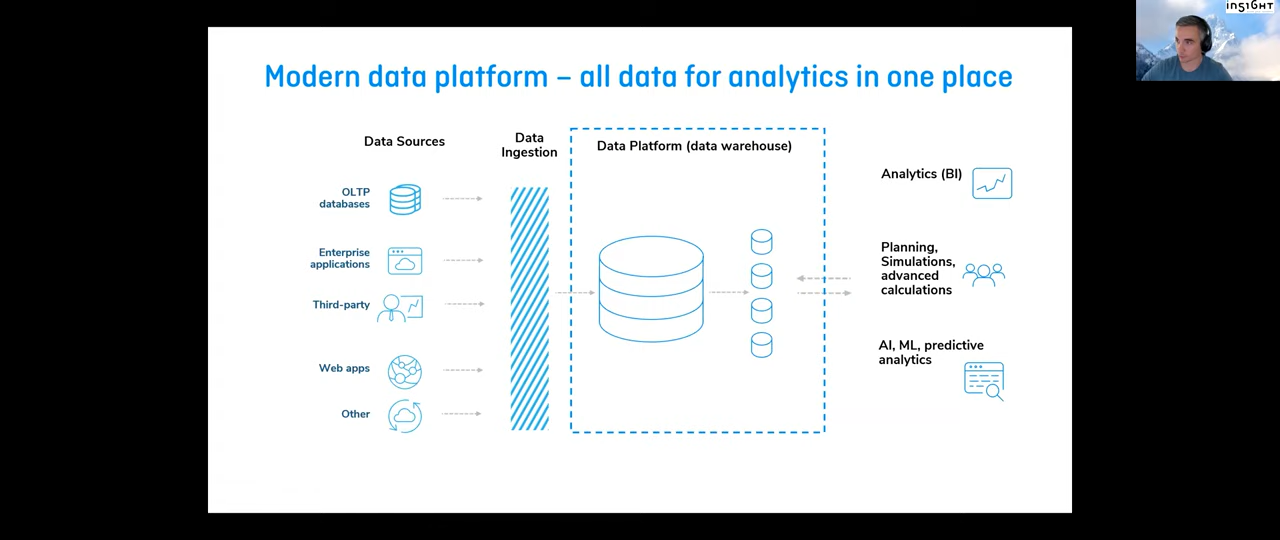 inSIGHT
Modern data platform – all data for analytics in one place
Data Sources
Data
Ingestion
Data Platform (data warehouse)
OLTP
databases
Enterprise
applications
Third-party
Web apps
Other
Analytics (BI)
Planning,
Simulations,
advanced
calculations
AI, ML, predictive
analytics